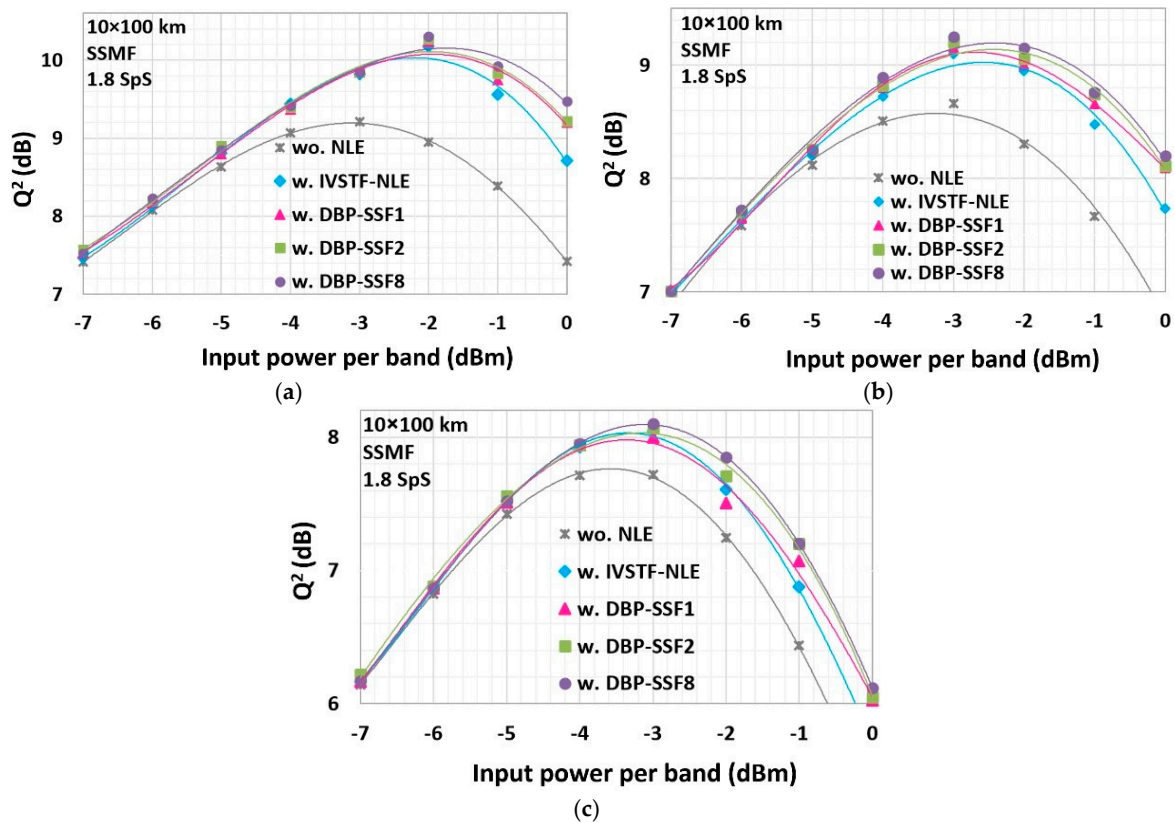 10×100 km
SSMF
1.8 SpS
Q² (dB)
10
9
8
7
wo. NLE
w. IVSTF-NLE
w. DBP-SSF1
w. DBP-SSF2
w. DBP-SSF8
-7 -6 -5 -4 -3 -2 -1 0
Input power per band (dBm)
(a)
10×100 km
SSMF
1.8 SpS
Q² (dB)
9
8
7
wo. NLE
w. IVSTF-NLE
w. DBP-SSF1
w. DBP-SSF2
w. DBP-SSF8
-7 -6 -5 -4 -3 -2 -1 0
Input power per band (dBm)
(b)
10×100 km
SSMF
1.8 SpS
Q² (dB)
8
7
6
wo. NLE
w. IVSTF-NLE
w. DBP-SSF1
w. DBP-SSF2
w. DBP-SSF8
-7 -6 -5 -4 -3 -2 -1 0
Input power per band (dBm)
(c)